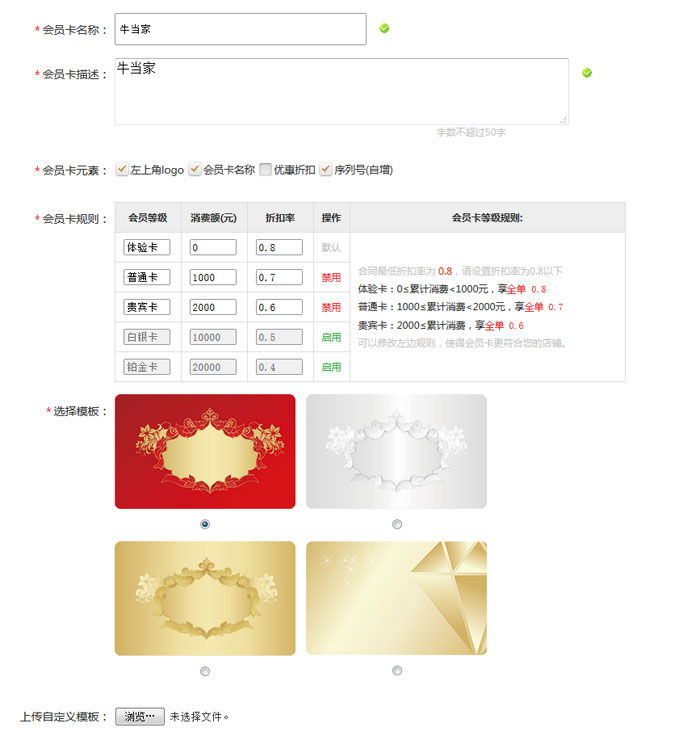 * 会员卡名称： 牛当家
* 会员卡描述： 牛当家
字数不超过50字
* 会员卡元素： 左上角logo 会员卡名称 优惠折扣 序列号(自增)
* 会员卡规则： 会员等级 消费额(元) 折扣率 操作 会员卡等级规则:
体验卡 0 0.8 默认
普通卡 1000 0.7 禁用
贵宾卡 2000 0.6 禁用
白银卡 10000 0.5 启用
铂金卡 20000 0.4 启用
合同最低折扣率为 0.8，请设置折扣率为0.8以下
体验卡：0≤累计消费<1000元，享全单 0.8
普通卡：1000≤累计消费<2000元，享全单 0.7
贵宾卡：2000≤累计消费，享全单 0.6
可以修改左边规则，使得会员卡更符合您的店铺。
* 选择模板：
上传自定义模板： 浏览… 未选择文件。